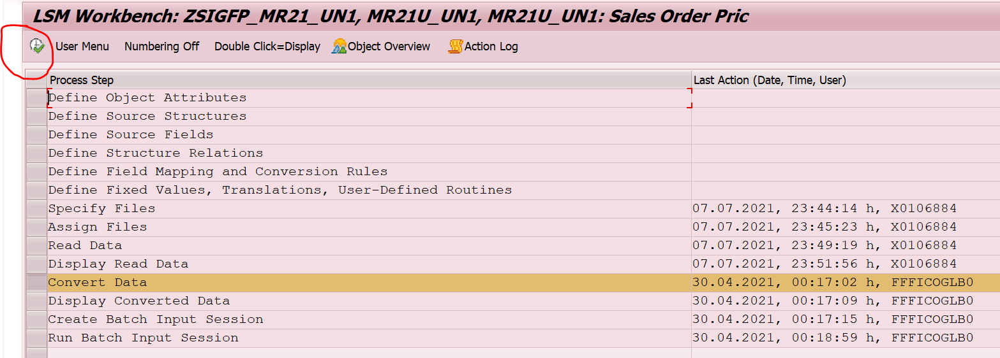 LSM Workbench: ZSIGFP_MR21_UN1, MR21U_UN1, MR21U_UN1: Sales Order Pric
User Menu Numbering Off Double Click=Display Object Overview Action Log
Process Step Last Action (Date, Time, User)
Define Object Attributes
Define Source Structures
Define Source Fields
Define Structure Relations
Define Field Mapping and Conversion Rules
Define Fixed Values, Translations, User-Defined Routines
Specify Files 07.07.2021, 23:44:14 h, X0106884
Assign Files 07.07.2021, 23:45:23 h, X0106884
Read Data 07.07.2021, 23:49:19 h, X0106884
Display Read Data 07.07.2021, 23:51:56 h, X0106884
Convert Data 30.04.2021, 00:17:02 h, FFFICOGLB0
Display Converted Data 30.04.2021, 00:17:09 h, FFFICOGLB0
Create Batch Input Session 30.04.2021, 00:17:15 h, FFFICOGLB0
Run Batch Input Session 30.04.2021, 00:18:59 h, FFFICOGLB0